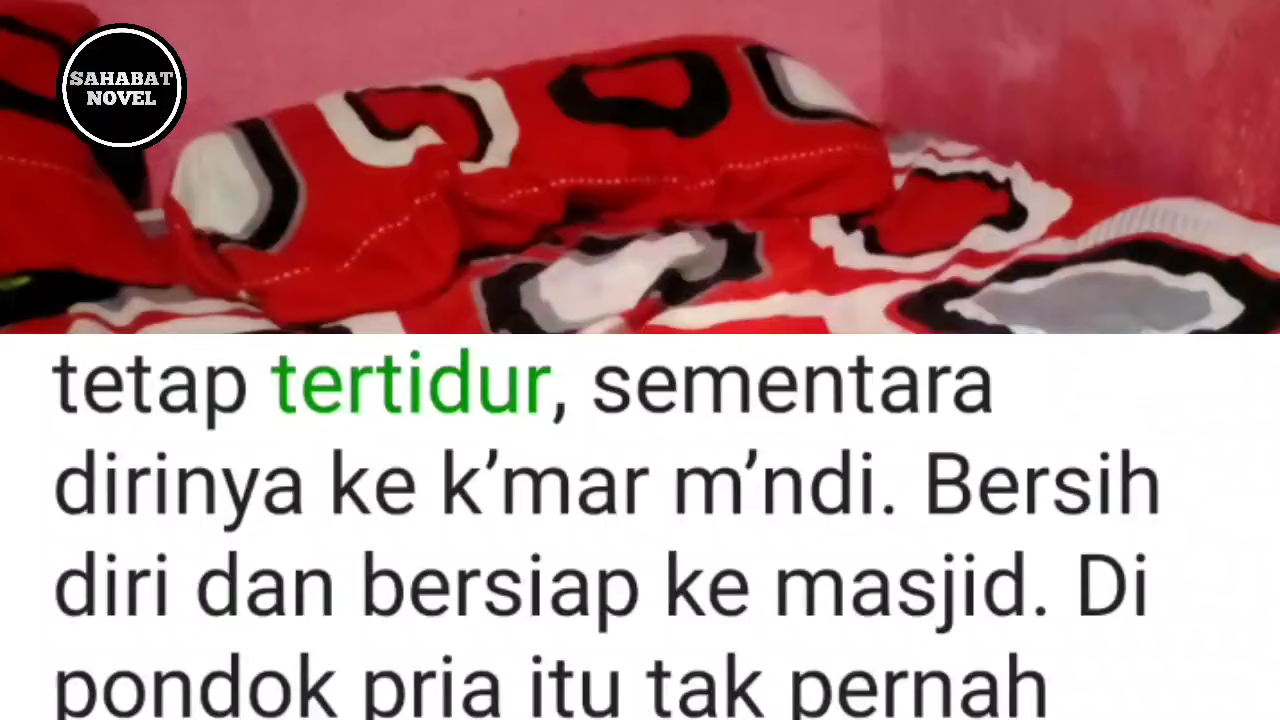 SAHABAT
NOVEL
tetap tertidur, sementara
dirinya ke k’mar m’ndi. Bersih
diri dan bersiap ke masjid. Di
pondok pria itu tak pernah